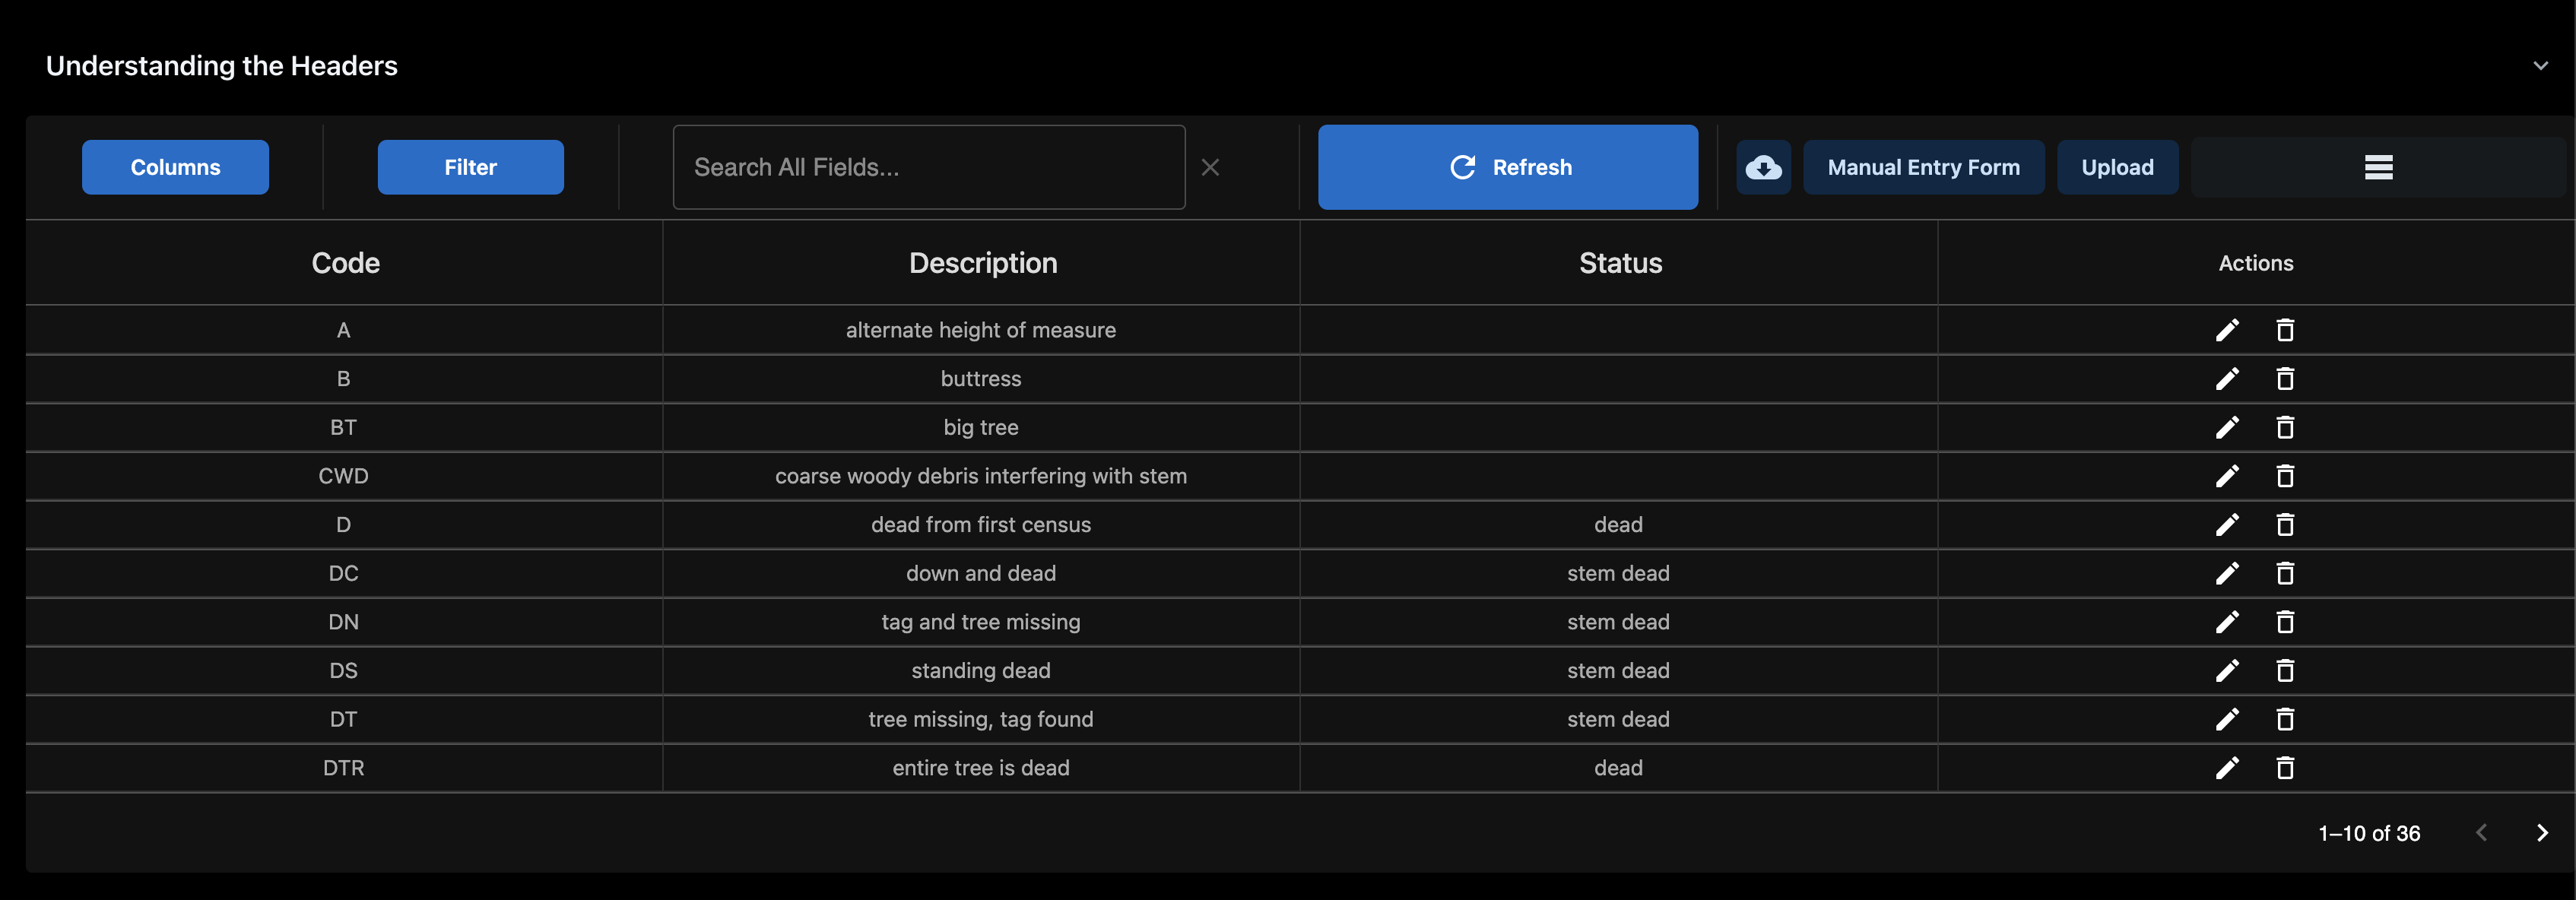 Understanding the Headers
Columns Filter Search All Fields... Refresh Manual Entry Form Upload
Code Description Status Actions
A alternate height of measure
B buttress
BT big tree
CWD coarse woody debris interfering with stem
D dead from first census dead
DC down and dead stem dead
DN tag and tree missing stem dead
DS standing dead stem dead
DT tree missing, tag found stem dead
DTR entire tree is dead dead
1–10 of 36